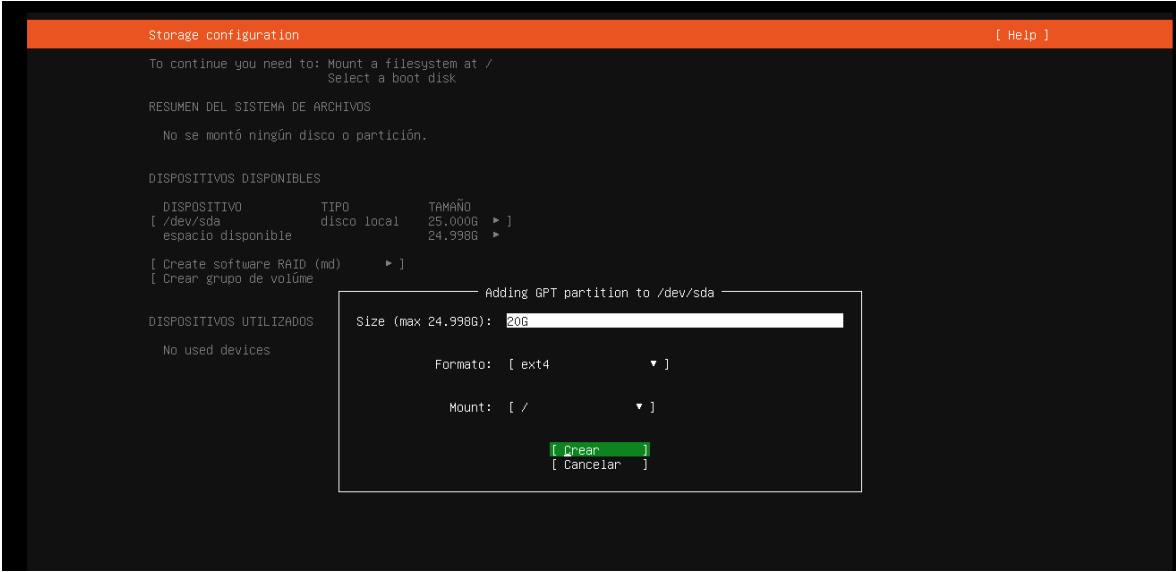 Storage configuration [ Help ]
To continue you need to: Mount a filesystem at /
Select a boot disk
RESUMEN DEL SISTEMA DE ARCHIVOS
No se montó ningún disco o partición.
DISPOSITIVOS DISPONIBLES
DISPOSITIVO TIPO TAMAÑO
[ /dev/sda disco local 25.000G ▸ ]
espacio disponible 24.998G ▸
[ Create software RAID (md) ▸ ]
[ Crear grupo de volúme
Adding GPT partition to /dev/sda
DISPOSITIVOS UTILIZADOS
No used devices
Size (max 24.998G): 20G
Formato: [ ext4 ▾ ]
Mount: [ / ▾ ]
[ Crear ]
[ Cancelar ]